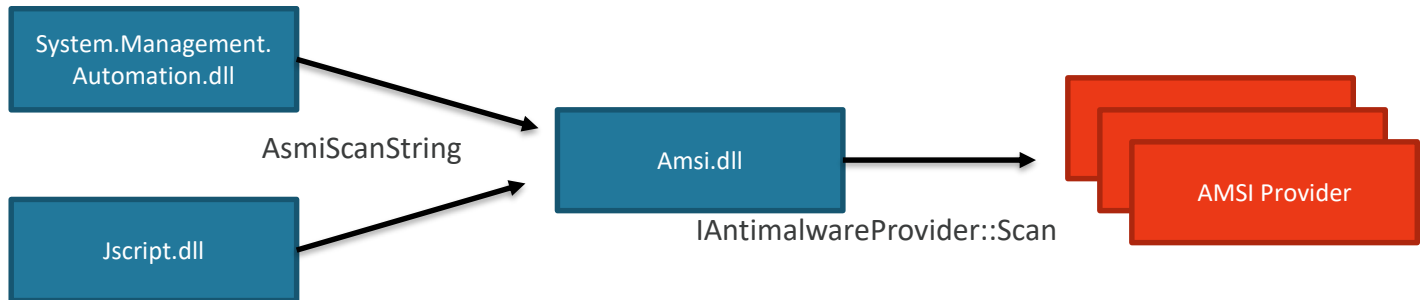 System.Management.
Automation.dll
AsmiScanString
Amsi.dll
AMSI Provider
IAntimalwareProvider::Scan
Jscript.dll